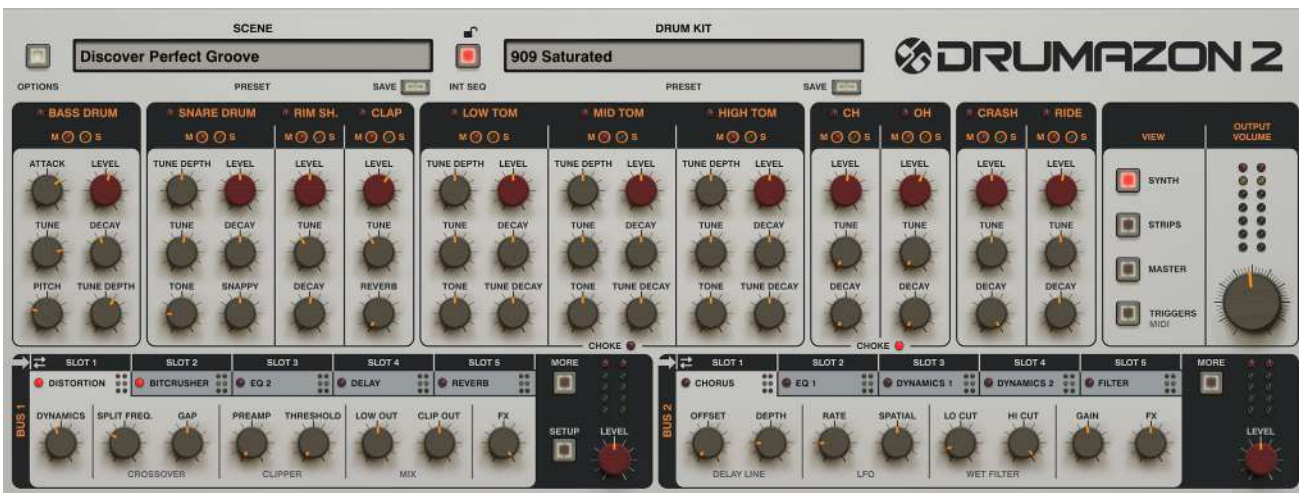 SCENE
DRUM KIT
Discover Perfect Groove
909 Saturated
DRUMAZON 2
OPTIONS PRESET SAVE INT SEQ PRESET SAVE
BASS DRUM SNARE DRUM RIM SH. CLAP LOW TOM MID TOM HIGH TOM CH OH CRASH RIDE
M S M S M S M S M S M S M S M S M S M S M S VIEW OUTPUT VOLUME
ATTACK LEVEL TUNE DEPTH LEVEL LEVEL LEVEL TUNE DEPTH LEVEL TUNE DEPTH LEVEL TUNE DEPTH LEVEL LEVEL LEVEL LEVEL LEVEL
SYNTH
TUNE DECAY TUNE DECAY TUNE TUNE TUNE DECAY TUNE DECAY TUNE DECAY TUNE TUNE TUNE TUNE
STRIPS
MASTER
PITCH TUNE DEPTH TONE SNAPPY DECAY REVERB TONE TUNE DECAY TONE TUNE DECAY TONE TUNE DECAY DECAY DECAY DECAY DECAY
TRIGGERS
MIDI
CHOKE CHOKE
SLOT 1 SLOT 2 SLOT 3 SLOT 4 SLOT 5 MORE SLOT 1 SLOT 2 SLOT 3 SLOT 4 SLOT 5 MORE
DISTORTION BITCRUSHER EQ 2 DELAY REVERB CHORUS EQ 1 DYNAMICS 1 DYNAMICS 2 FILTER
BUS 1
BUS 2
DYNAMICS SPLIT FREQ. GAP PREAMP THRESHOLD LOW OUT CLIP OUT FX SETUP LEVEL OFFSET DEPTH RATE SPATIAL LO CUT HI CUT GAIN FX LEVEL
CROSSOVER CLIPPER MIX DELAY LINE LFO WET FILTER